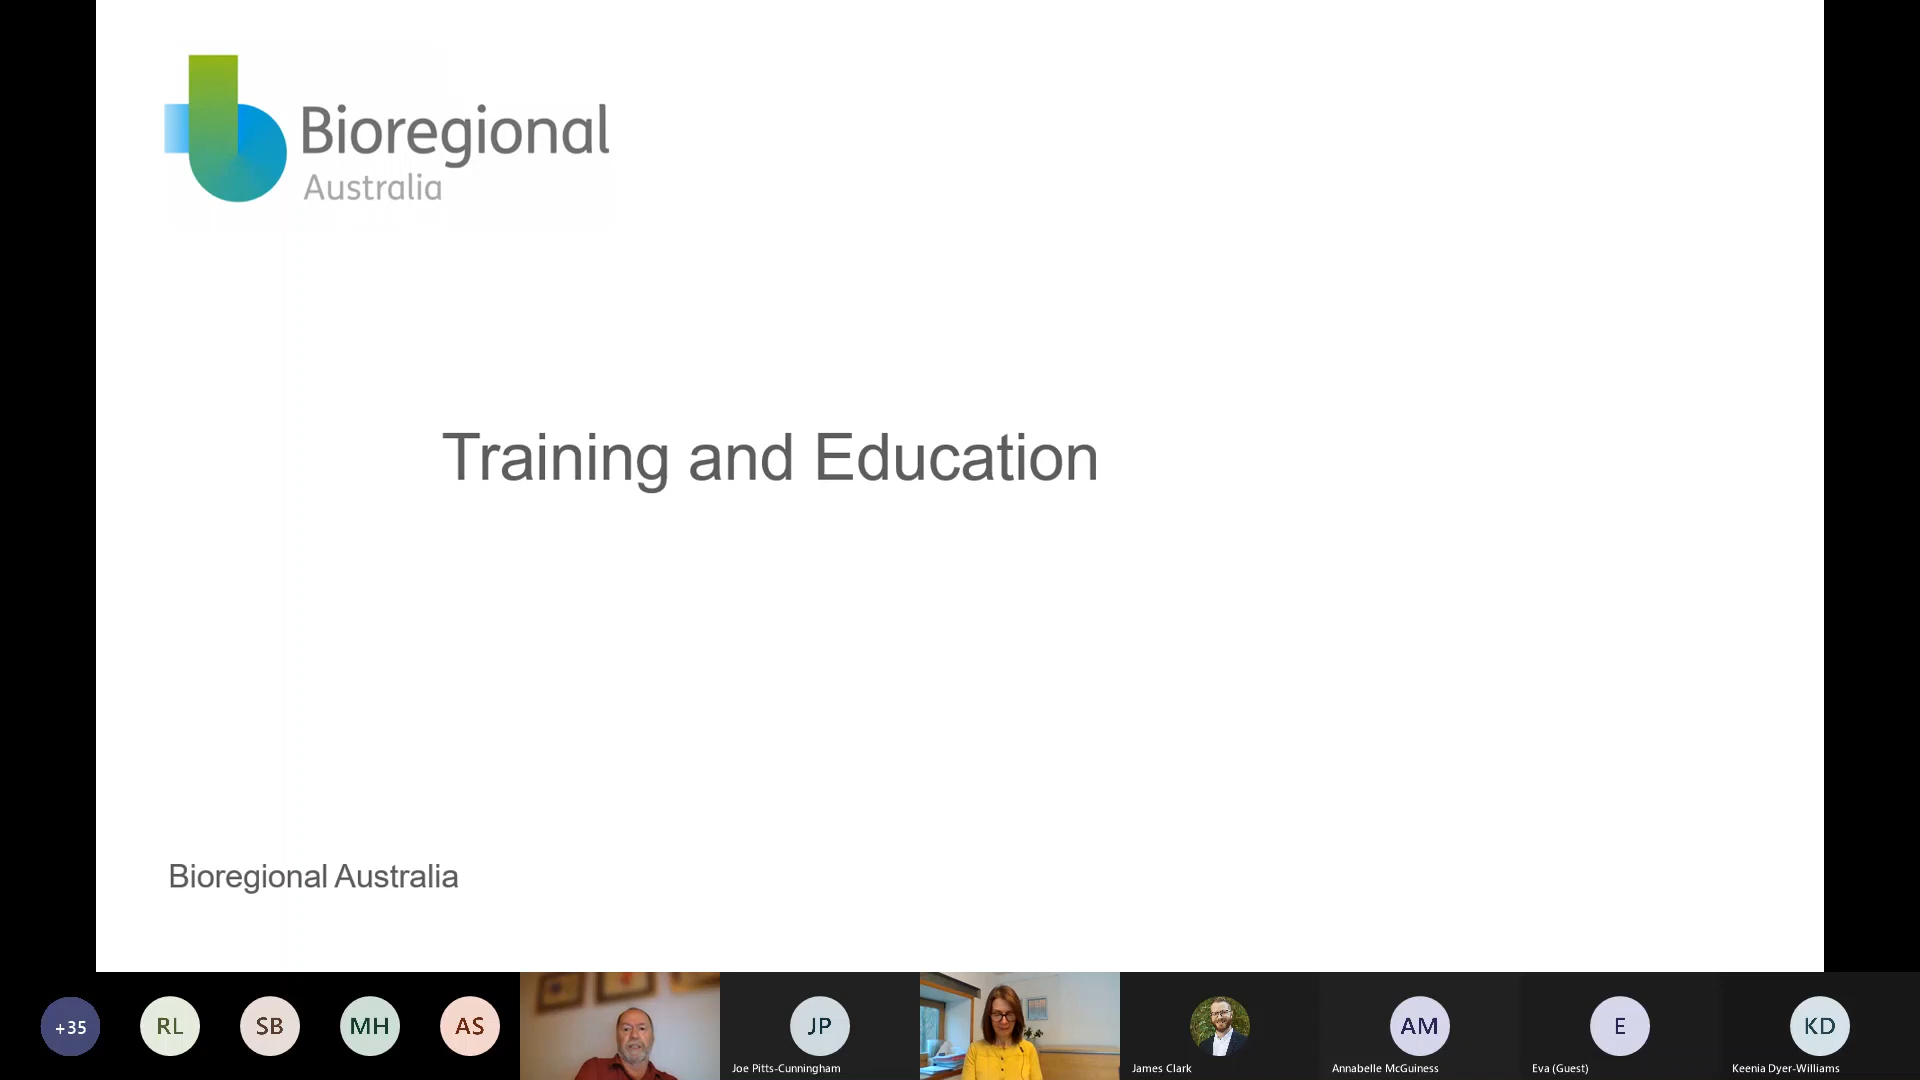 Bioregional
Australia
Training and Education
Bioregional Australia
+35
RL
SB
MH
AS
JP
Joe Pitts-Cunningham
James Clark
AM
Annabelle McGuiness
E
Eva (Guest)
KD
Keenia Dyer-Williams